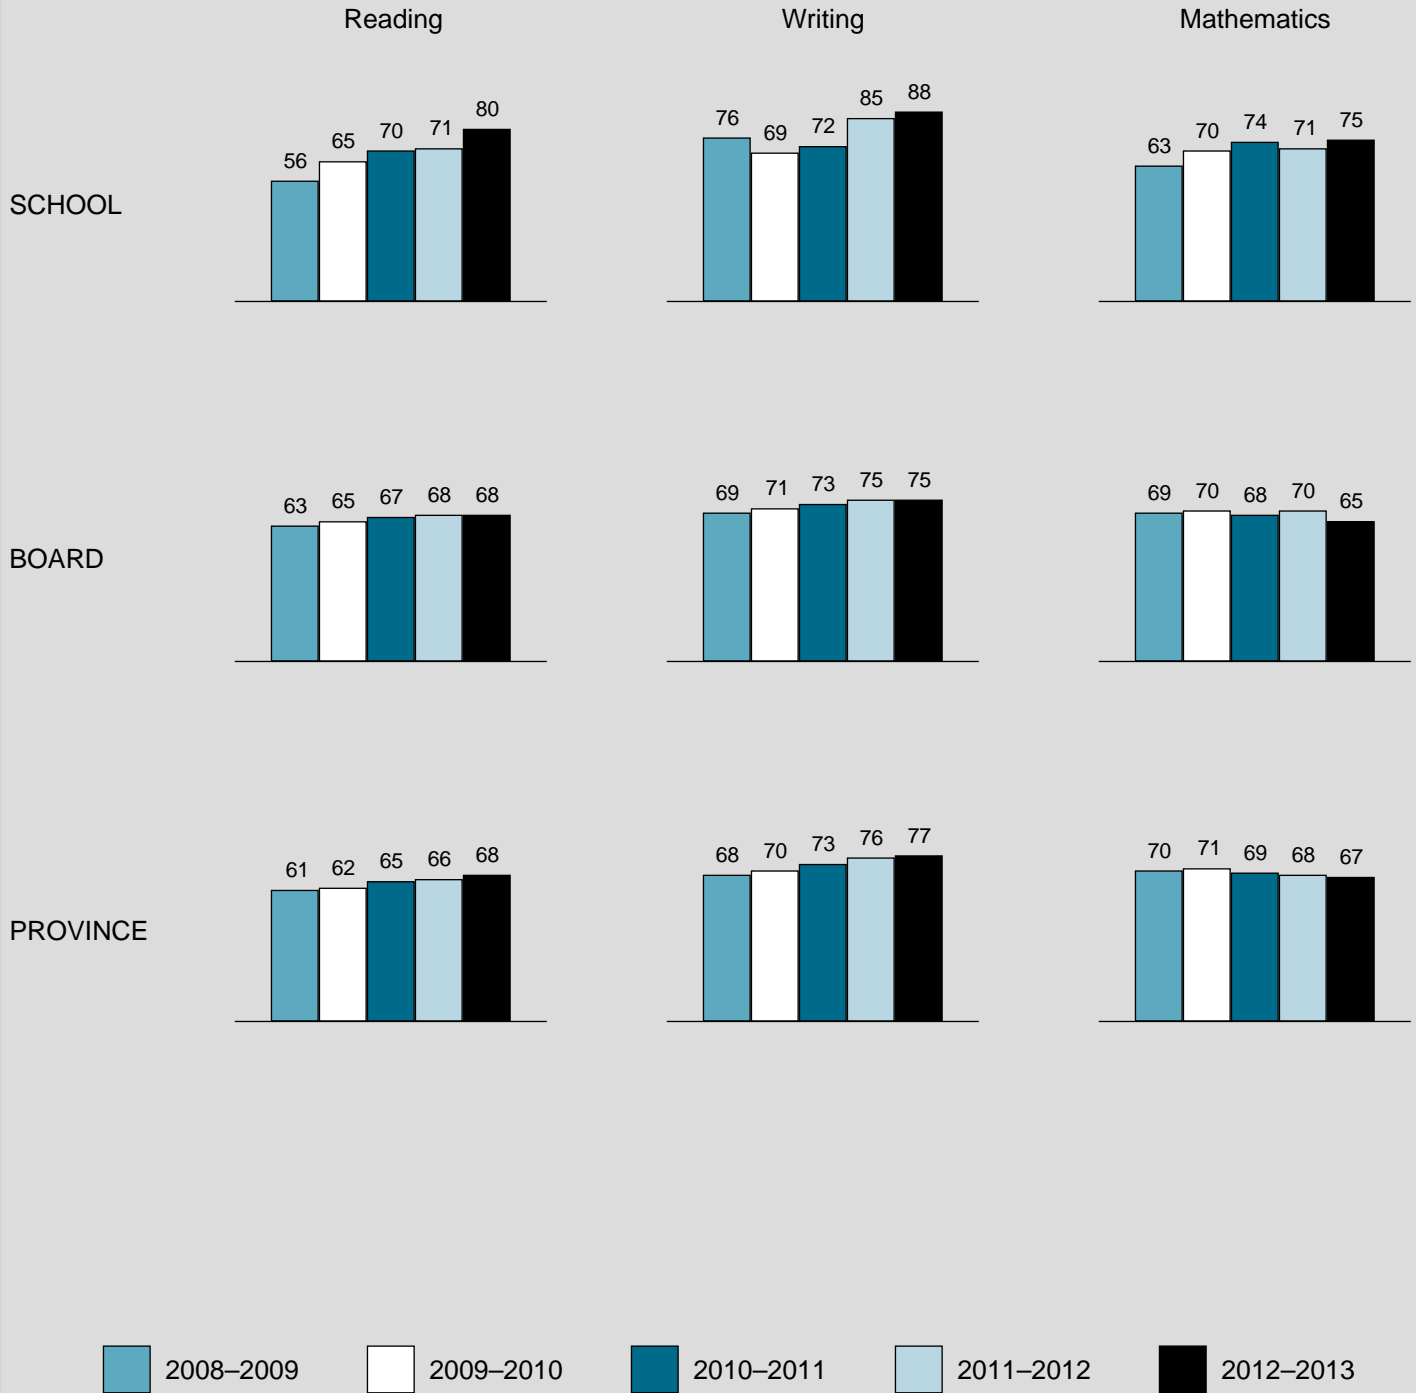 Reading Writing Mathematics
SCHOOL
56 65 70 71 80
76 69 72 85 88
63 70 74 71 75
BOARD
63 65 67 68 68
69 71 73 75 75
69 70 68 70 65
PROVINCE
61 62 65 66 68
68 70 73 76 77
70 71 69 68 67
2008–2009 2009–2010 2010–2011 2011–2012 2012–2013